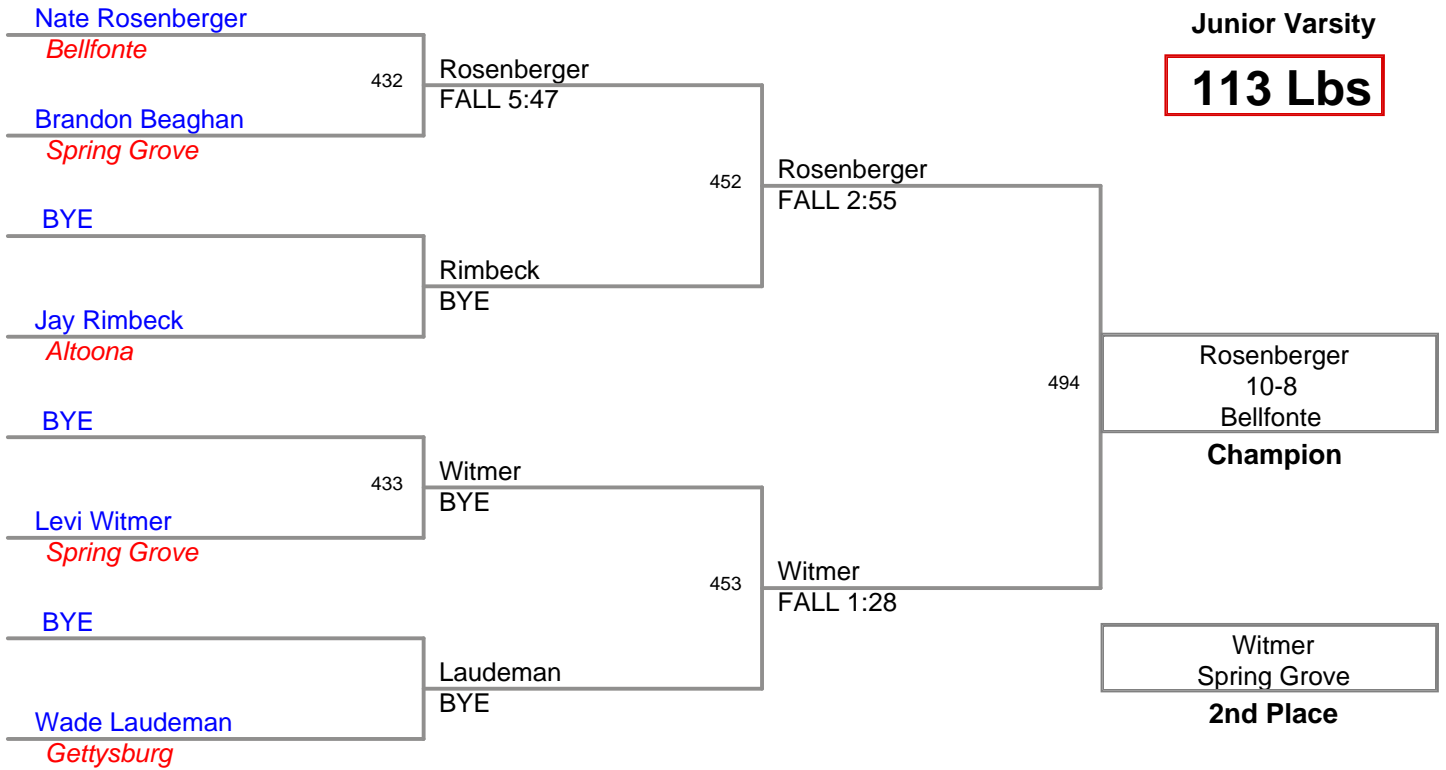 Nate Rosenberger
Bellfonte
432
Brandon Beaghan
Spring Grove
Rosenberger
FALL 5:47
BYE
Jay Rimbeck
Altoona
Rimbeck
BYE
452
Rosenberger
FALL 2:55
BYE
433
Levi Witmer
Spring Grove
Witmer
BYE
BYE
Wade Laudeman
Gettysburg
Laudeman
BYE
453
Witmer
FALL 1:28
494
Junior Varsity
113 Lbs
Rosenberger
10-8
Bellfonte
Champion
Witmer
Spring Grove
2nd Place